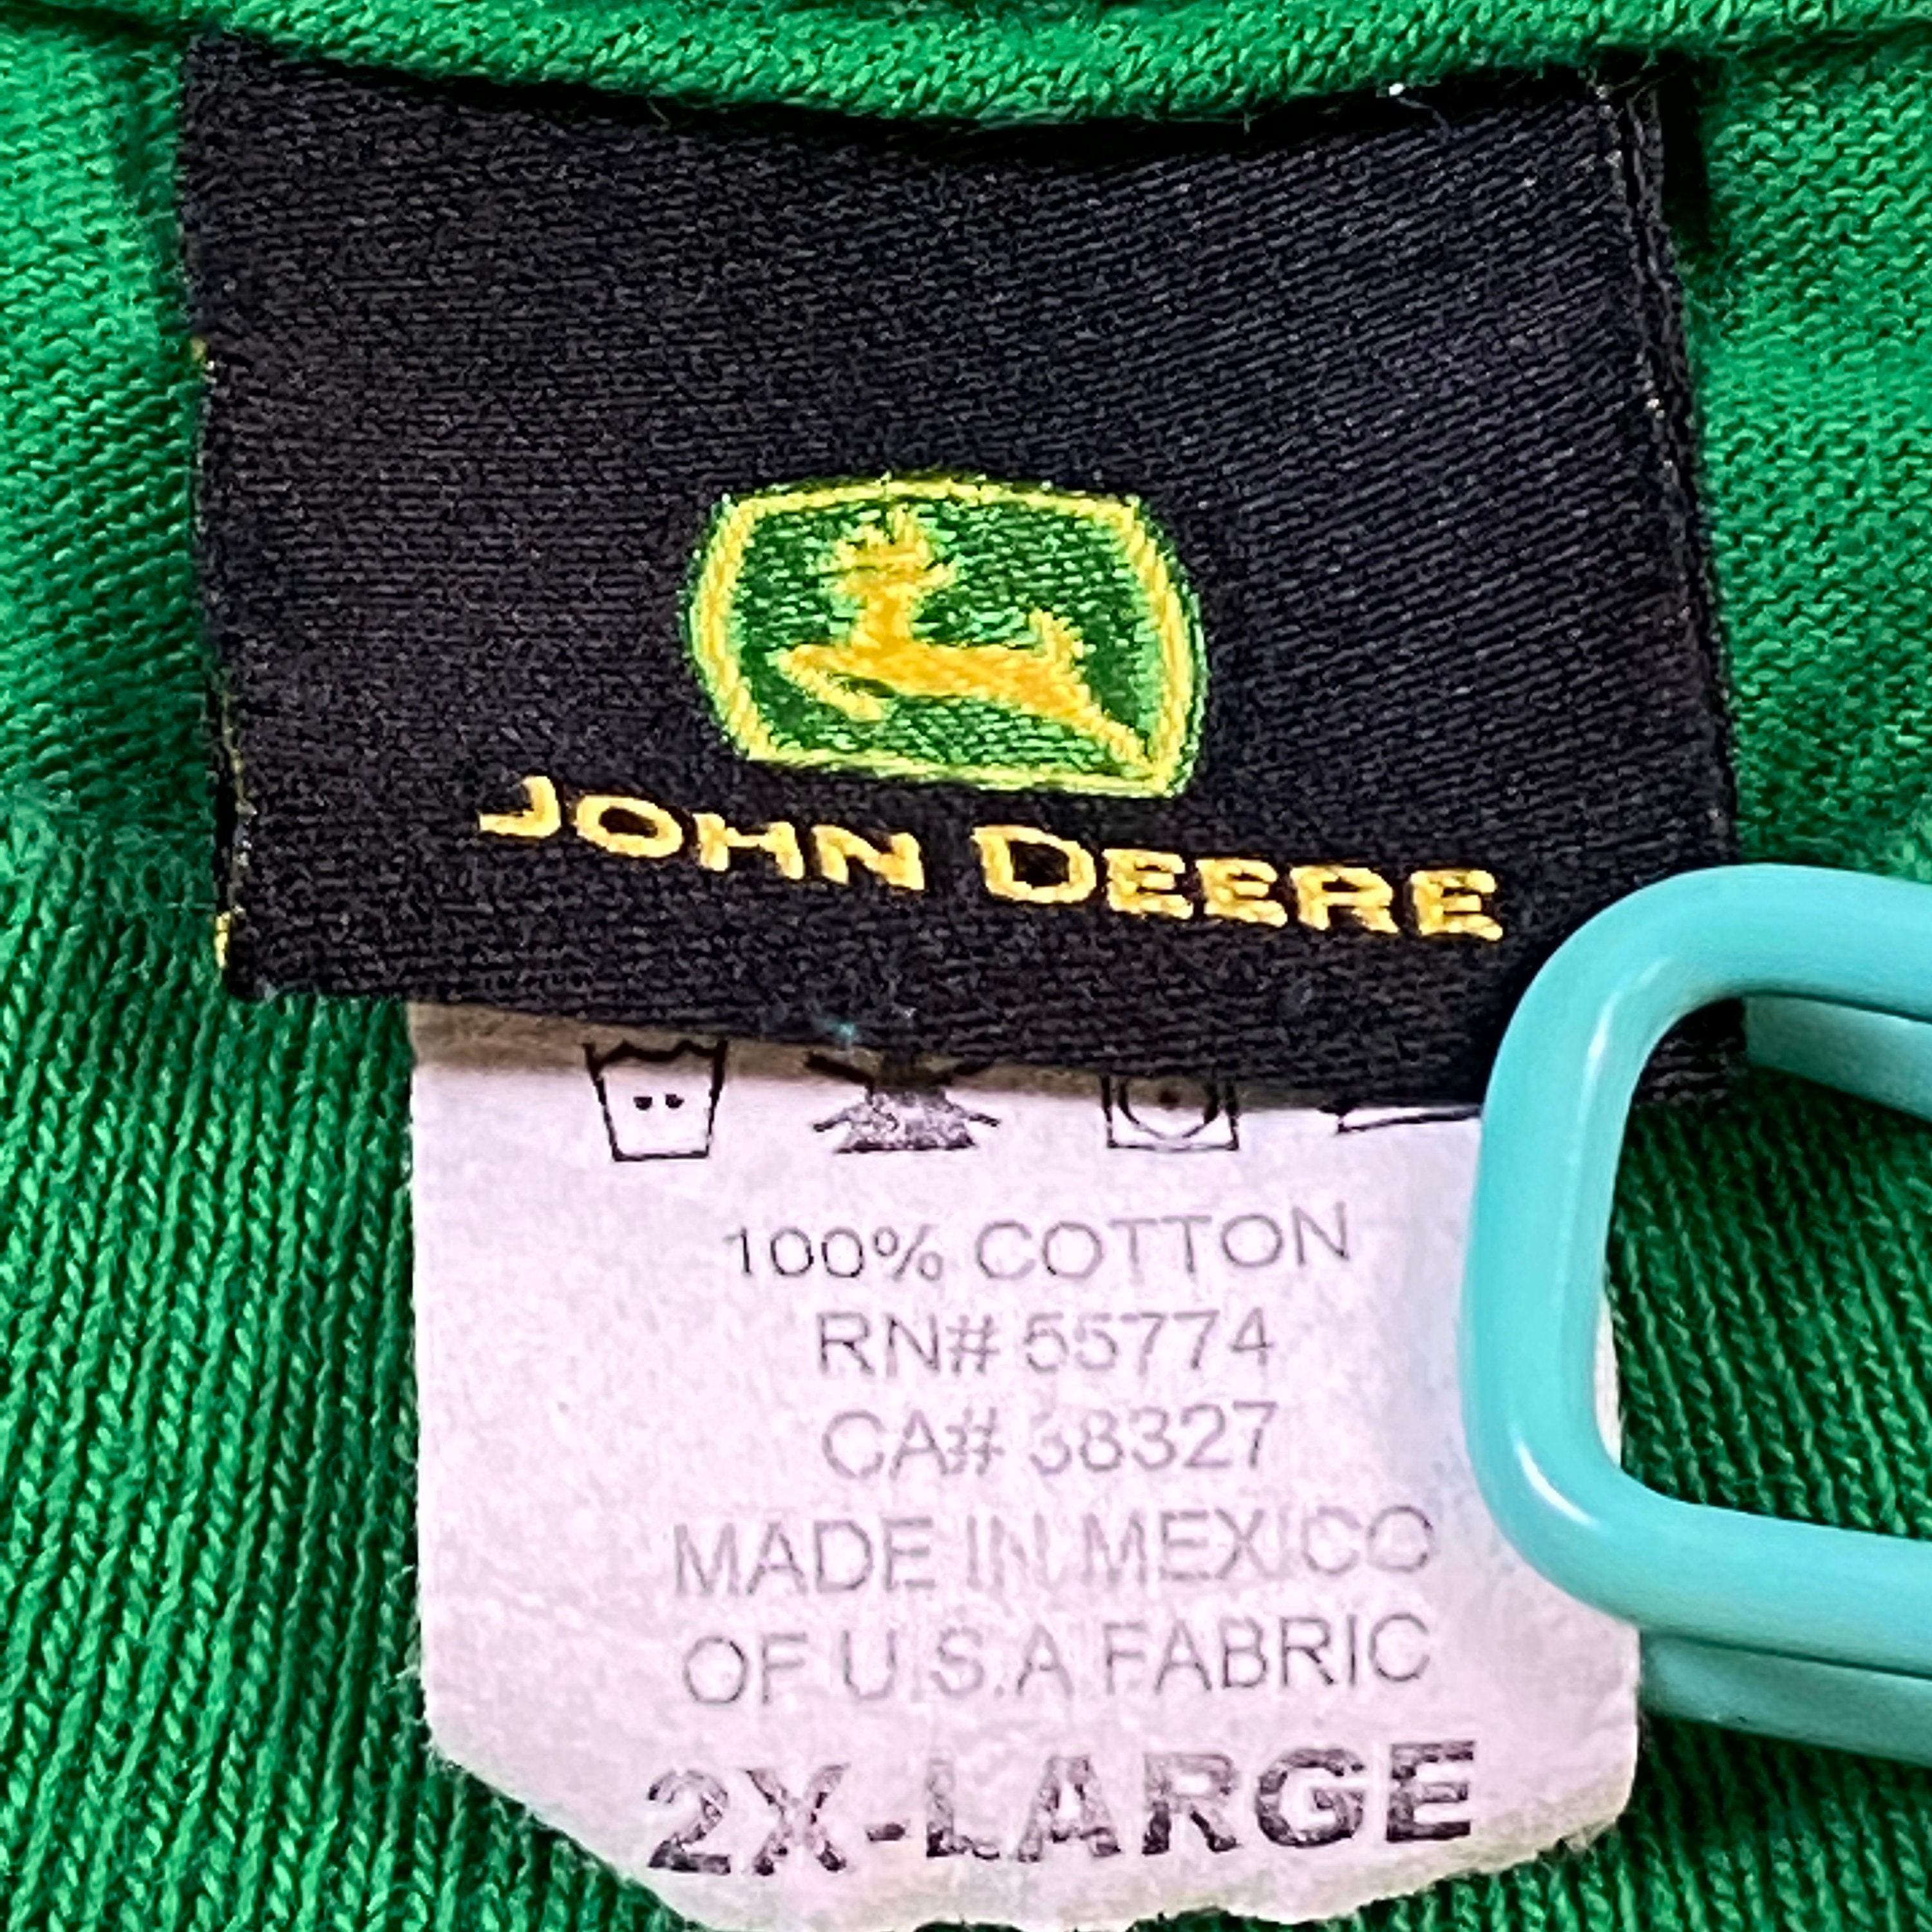 JOHN DEERE
100% COTTON
RN# 55774
CA# 38327
MADE IN MEXICO
OF U.S.A FABRIC
2X-LARGE